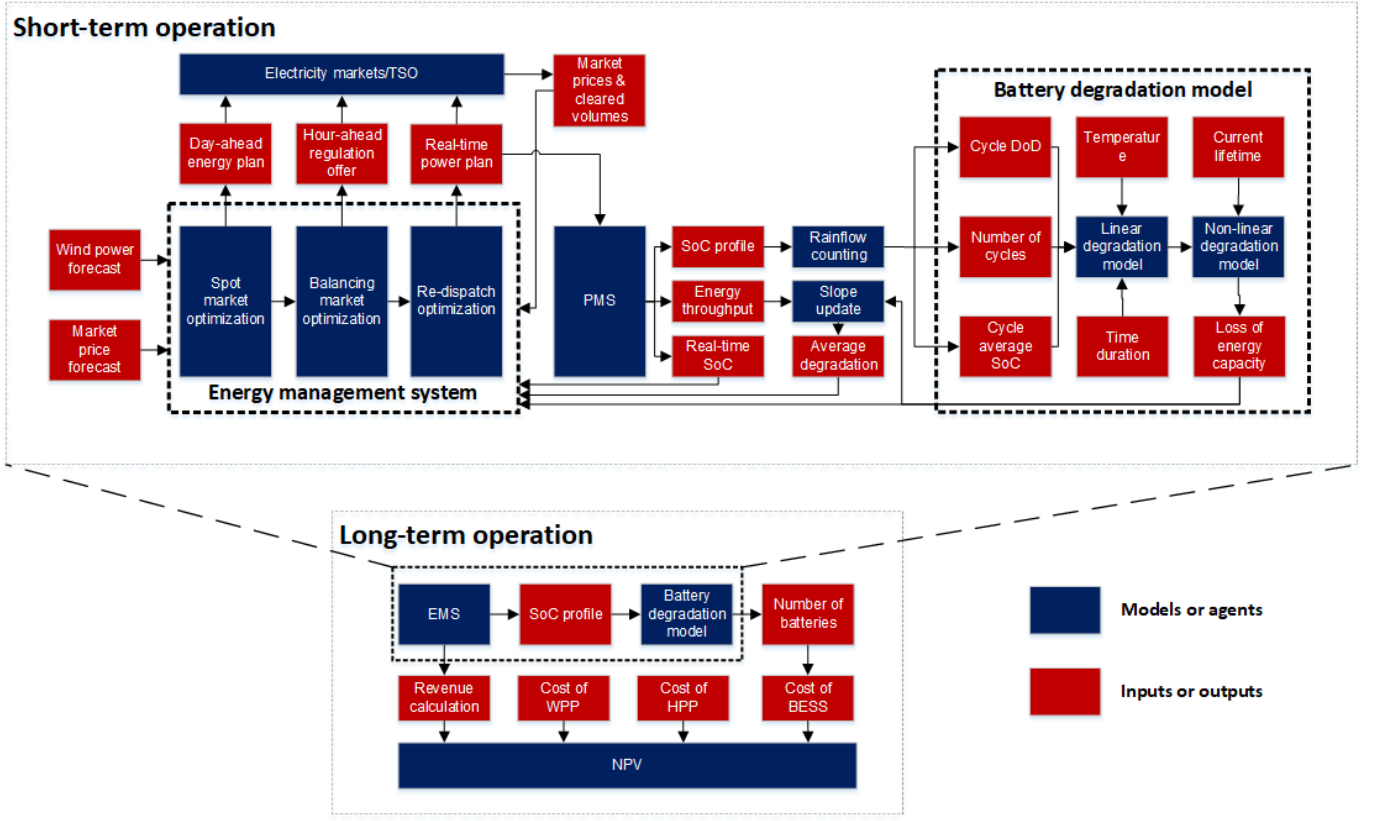 Short-term operation
Electricity markets/TSO
Market
prices &
cleared
volumes
Day-ahead
energy plan
Hour-ahead
regulation
offer
Real-time
power plan
Wind power
forecast
Market
price
forecast
Spot
market
optimization
Balancing
market
optimization
Re-dispatch
optimization
Energy management system
PMS
SoC profile
Energy
throughput
Real-time
SoC
Rainflow
counting
Slope
update
Average
degradation
Battery degradation model
Cycle DoD
Temperatur
e
Current
lifetime
Number of
cycles
Linear
degradation
model
Non-linear
degradation
model
Cycle
average
SoC
Time
duration
Loss of
energy
capacity
Long-term operation
EMS
SoC profile
Battery
degradation
model
Number of
batteries
Revenue
calculation
Cost of
WPP
Cost of
HPP
Cost of
BESS
NPV
Models or agents
Inputs or outputs